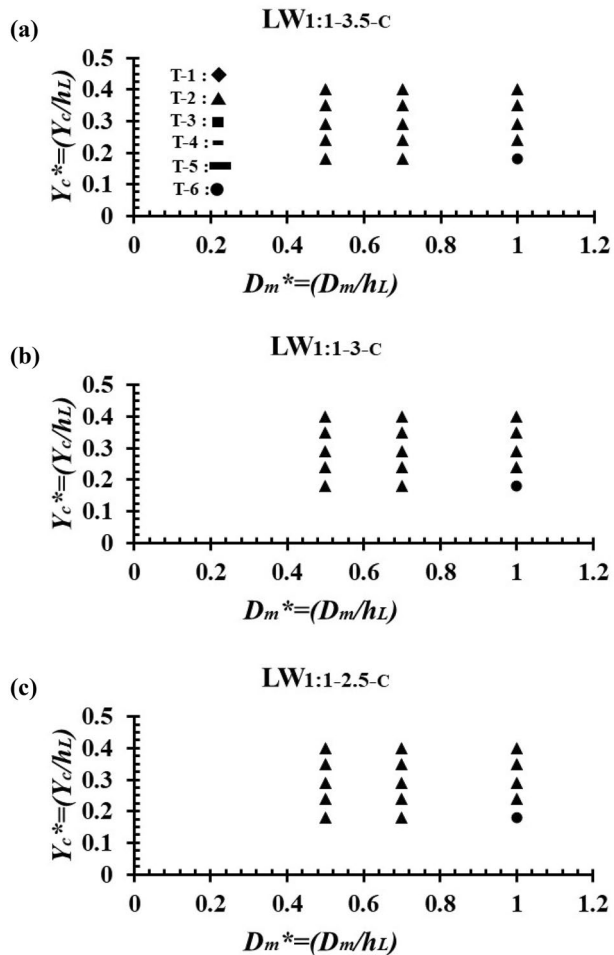 (a)
LW1:1-3.5-C
0.5
0.4
0.3
0.2
0.1
0
Yc*=(Yc/hL)
T-1 :
T-2 :
T-3 :
T-4 :
T-5 :
T-6 :
0 0.2 0.4 0.6 0.8 1 1.2
Dm*=(Dm/hL)
(b)
LW1:1-3-C
0.5
0.4
0.3
0.2
0.1
0
Yc*=(Yc/hL)
0 0.2 0.4 0.6 0.8 1 1.2
Dm*=(Dm/hL)
(c)
LW1:1-2.5-C
0.5
0.4
0.3
0.2
0.1
0
Yc*=(Yc/hL)
0 0.2 0.4 0.6 0.8 1 1.2
Dm*=(Dm/hL)